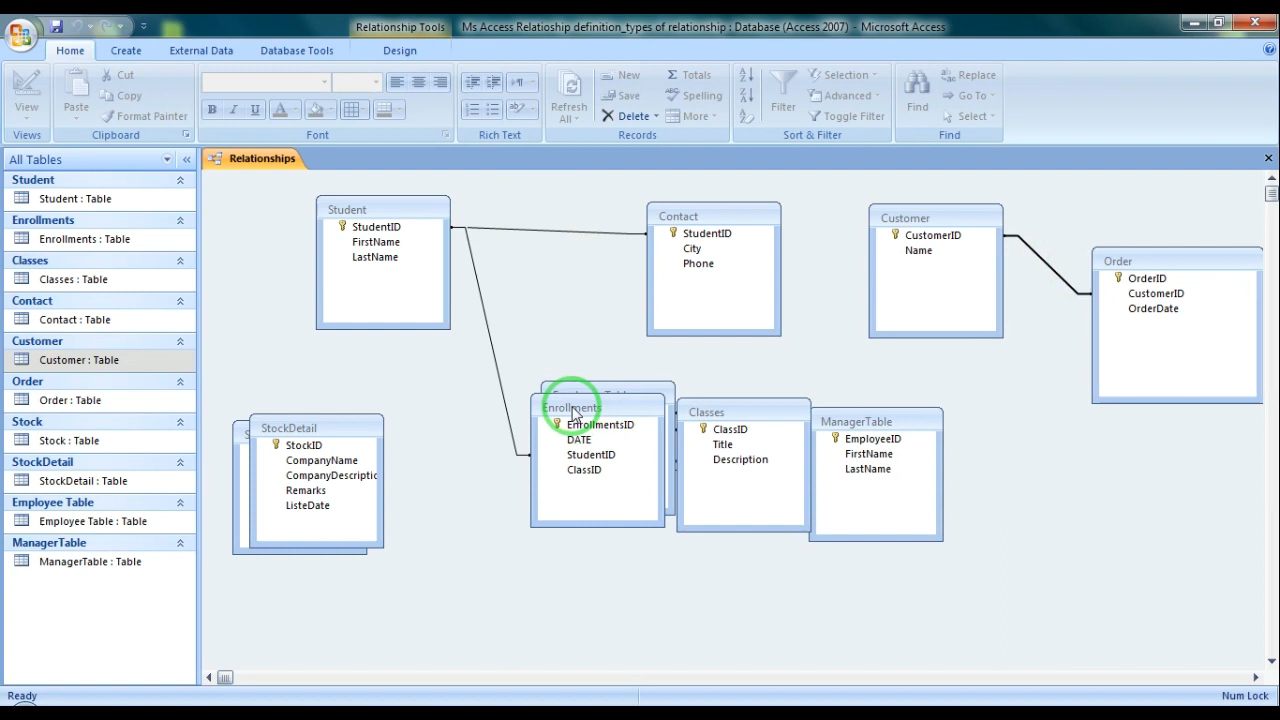 Relationship Tools
Ms Access Relatioship definition_types of relationship : Database (Access 2007) - Microsoft Access
Home
Create
External Data
Database Tools
Design
View
Views
Paste
Cut
Copy
Format Painter
Clipboard
B I U A
Font
Rich Text
Refresh All
New
Save
Delete
Totals
Spelling
More
Records
Filter
Selection
Advanced
Toggle Filter
Sort & Filter
Find
Replace
Go To
Select
Find
All Tables
Student
Student : Table
Enrollments
Enrollments : Table
Classes
Classes : Table
Contact
Contact : Table
Customer
Customer : Table
Order
Order : Table
Stock
Stock : Table
StockDetail
StockDetail : Table
Employee Table
Employee Table : Table
ManagerTable
ManagerTable : Table
Relationships
Student
StudentID
FirstName
LastName
Contact
StudentID
City
Phone
Customer
CustomerID
Name
Order
OrderID
CustomerID
OrderDate
StockDetail
StockID
CompanyName
CompanyDescriptic
Remarks
ListeDate
Enrollments
EnrollmentsID
DATE
StudentID
ClassID
Classes
ClassID
Title
Description
ManagerTable
EmployeeID
FirstName
LastName
Ready
Num Lock